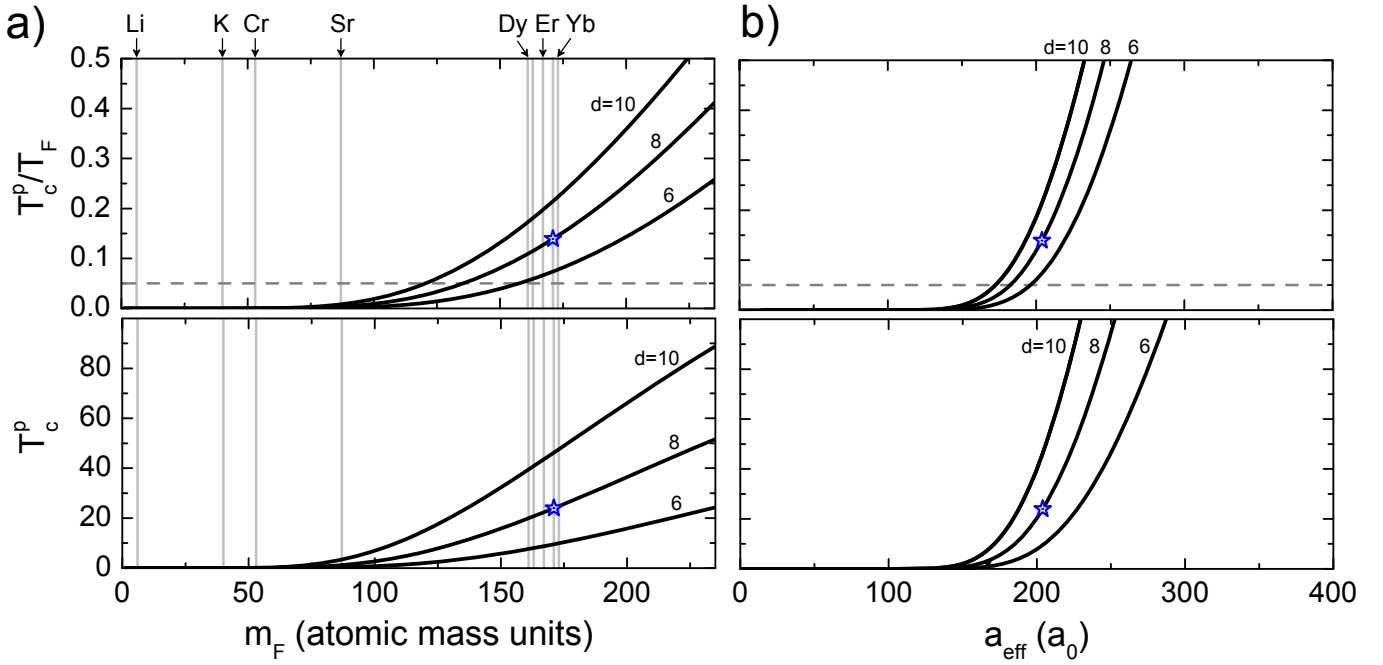 a)
Li K Cr Sr Dy Er Yb
0.5
0.4
0.3
0.2
0.1
0.0
T_c^p/T_F
d=10
8
6
80
60
40
20
0
T_c^p
d=10
8
6
0 50 100 150 200
m_F (atomic mass units)
b)
d=10 8 6
d=10 8 6
0 100 200 300 400
a_eff (a_0)